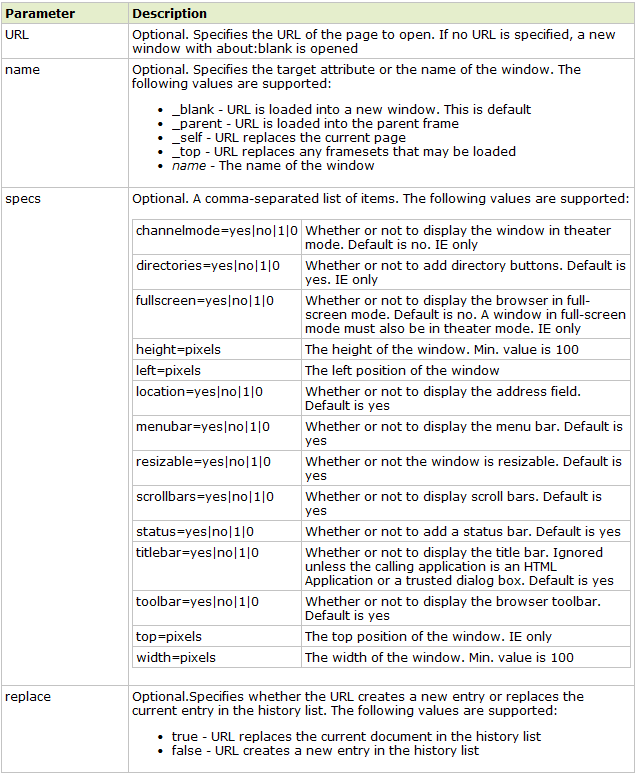 Parameter Description
URL Optional. Specifies the URL of the page to open. If no URL is specified, a new
window with about:blank is opened
name Optional. Specifies the target attribute or the name of the window. The
following values are supported:
• _blank - URL is loaded into a new window. This is default
• _parent - URL is loaded into the parent frame
• _self - URL replaces the current page
• _top - URL replaces any framesets that may be loaded
• name - The name of the window
specs Optional. A comma-separated list of items. The following values are supported:
channelmode=yes|no|1|0 Whether or not to display the window in theater
mode. Default is no. IE only
directories=yes|no|1|0 Whether or not to add directory buttons. Default is
yes. IE only
fullscreen=yes|no|1|0 Whether or not to display the browser in full-
screen mode. Default is no. A window in full-screen
mode must also be in theater mode. IE only
height=pixels The height of the window. Min. value is 100
left=pixels The left position of the window
location=yes|no|1|0 Whether or not to display the address field.
Default is yes
menubar=yes|no|1|0 Whether or not to display the menu bar. Default is
yes
resizable=yes|no|1|0 Whether or not the window is resizable. Default is
yes
scrollbars=yes|no|1|0 Whether or not to display scroll bars. Default is
yes
status=yes|no|1|0 Whether or not to add a status bar. Default is yes
titlebar=yes|no|1|0 Whether or not to display the title bar. Ignored
unless the calling application is an HTML
Application or a trusted dialog box. Default is yes
toolbar=yes|no|1|0 Whether or not to display the browser toolbar.
Default is yes
top=pixels The top position of the window. IE only
width=pixels The width of the window. Min. value is 100
replace Optional.Specifies whether the URL creates a new entry or replaces the
current entry in the history list. The following values are supported:
• true - URL replaces the current document in the history list
• false - URL creates a new entry in the history list